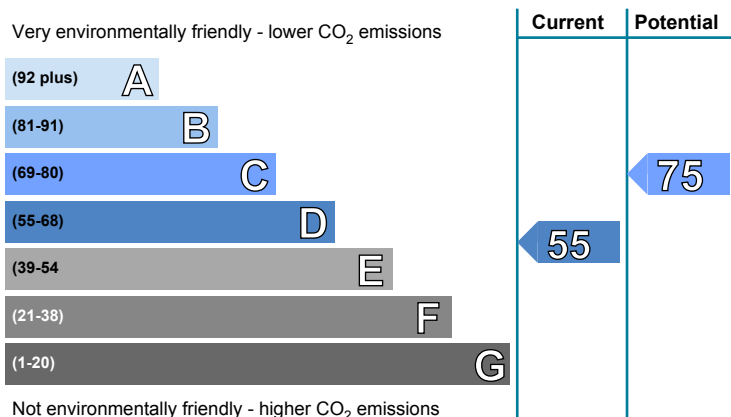 Current Potential
Very environmentally friendly - lower CO2 emissions
(92 plus) A
(81-91) B
(69-80) C
75
(55-68) D
55
(39-54 E
(21-38) F
(1-20) G
Not environmentally friendly - higher CO2 emissions